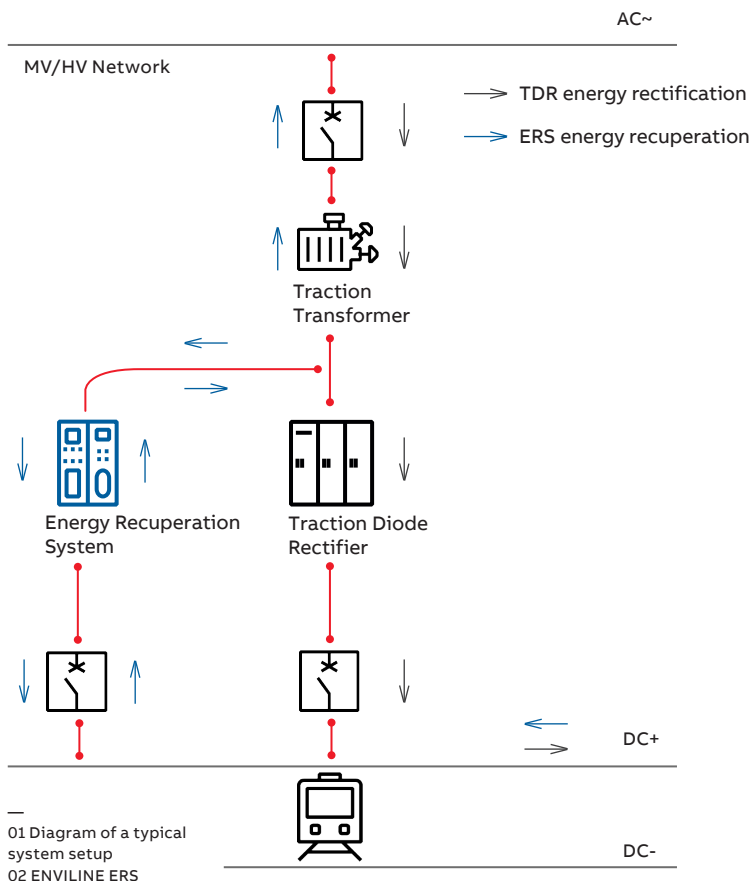 AC~
MV/HV Network
TDR energy rectification
ERS energy recuperation
Traction
Transformer
Energy Recuperation
System
Traction Diode
Rectifier
DC+
—
01 Diagram of a typical
system setup
02 ENVILINE ERS
DC-